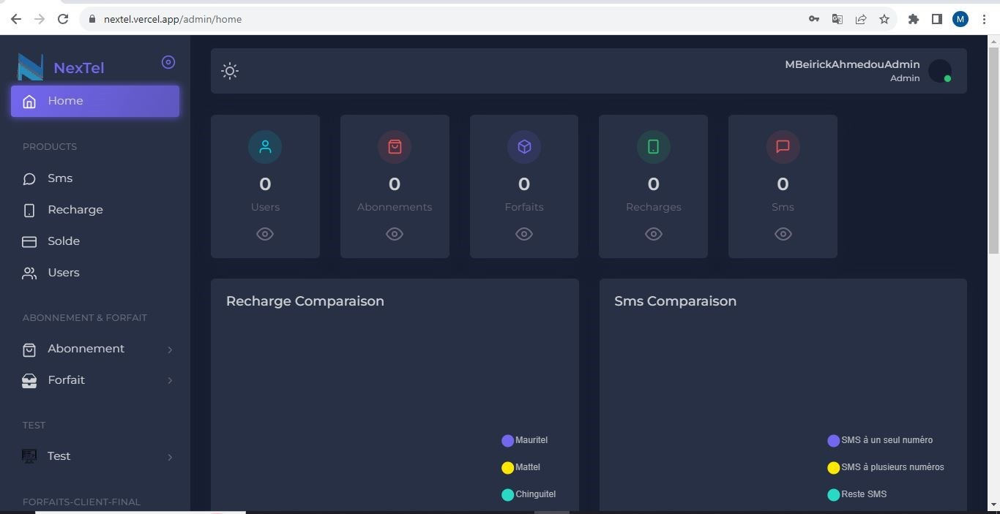 nextel.vercel.app/admin/home
M
NexTel
Home
PRODUCTS
Sms
Recharge
Solde
Users
ABONNEMENT & FORFAIT
Abonnement
Forfait
TEST
Test
FORFAITS-CLIENT-FINAL
MBeirickAhmedouAdmin
Admin
0
Users
0
Abonnements
0
Forfaits
0
Recharges
0
Sms
Recharge Comparaison
Mauritel
Mattel
Chinguitel
Sms Comparaison
SMS à un seul numéro
SMS à plusieurs numéros
Reste SMS